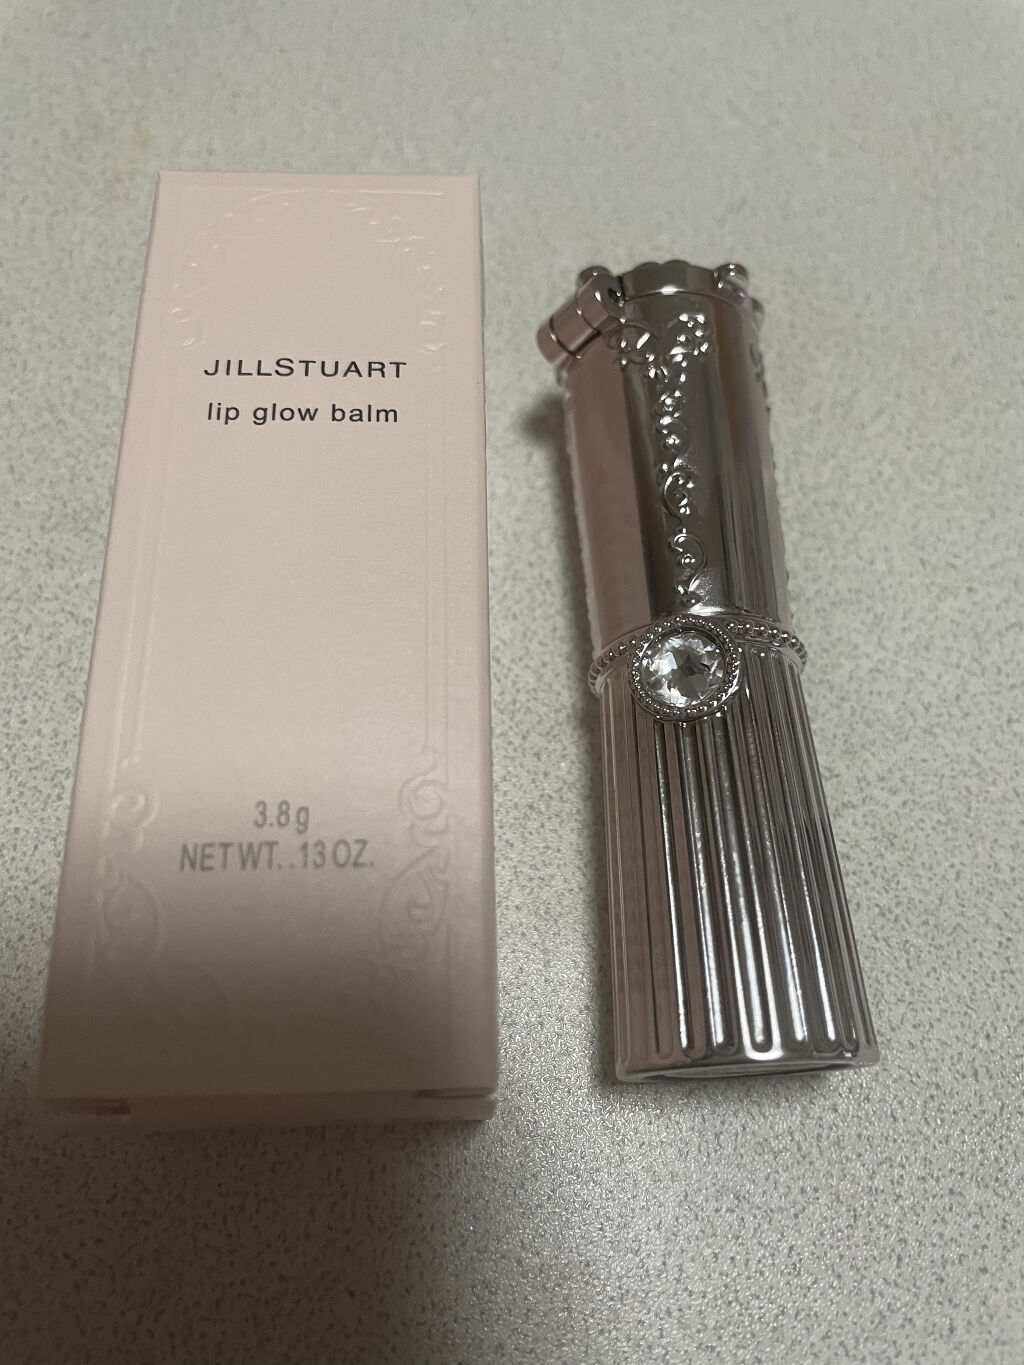 JILLSTUART
lip glow balm
3.8g
NET WT. .13 OZ.